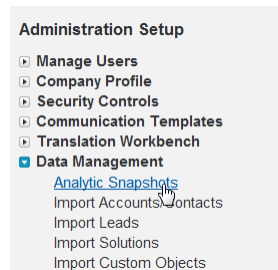 Administration Setup
Manage Users
Company Profile
Security Controls
Communication Templates
Translation Workbench
Data Management
Analytic Snapshots
Import Accounts/Contacts
Import Leads
Import Solutions
Import Custom Objects